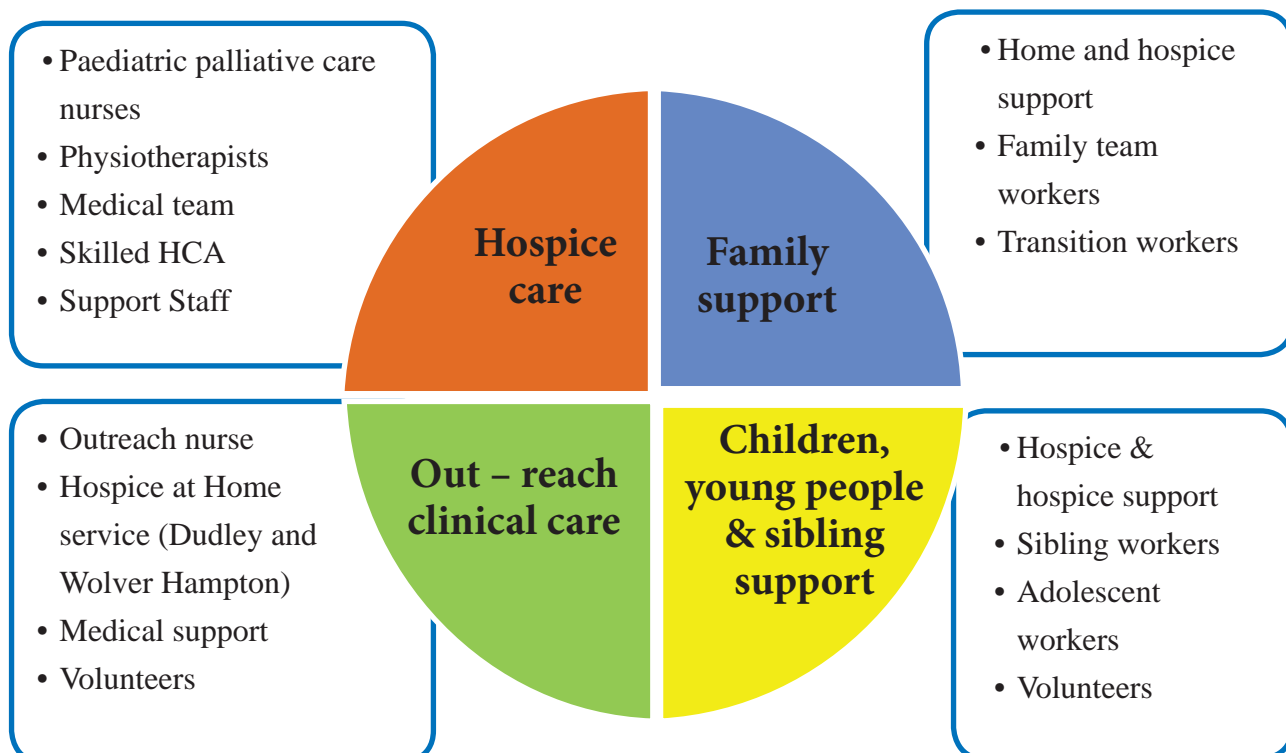 • Paediatric palliative care
nurses
• Physiotherapists
• Medical team
• Skilled HCA
• Support Staff
• Home and hospice
support
• Family team
workers
• Transition workers
Hospice
care
Family
support
Out – reach
clinical care
Children,
young people
& sibling
support
• Outreach nurse
• Hospice at Home
service (Dudley and
Wolver Hampton)
• Medical support
• Volunteers
• Hospice &
hospice support
• Sibling workers
• Adolescent
workers
• Volunteers